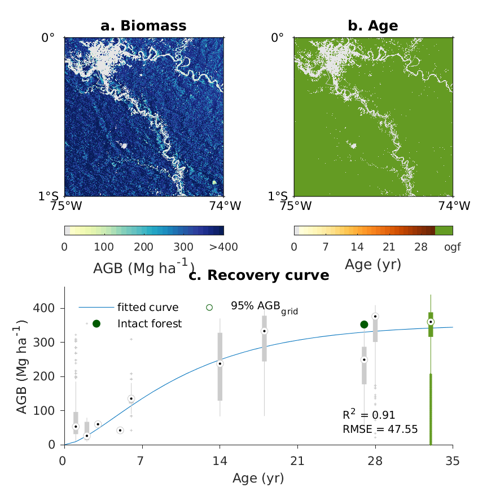 a. Biomass
b. Age
0°
0°
1°S
75°W
74°W
75°W
74°W
0 100 200 300 >400
0 7 14 21 28 ogf
AGB (Mg ha⁻¹)
Age (yr)
c. Recovery curve
400
300
200
100
0
AGB (Mg ha⁻¹)
fitted curve
95% AGB_grid
Intact forest
R² = 0.91
RMSE = 47.55
0 7 14 21 28 35
Age (yr)